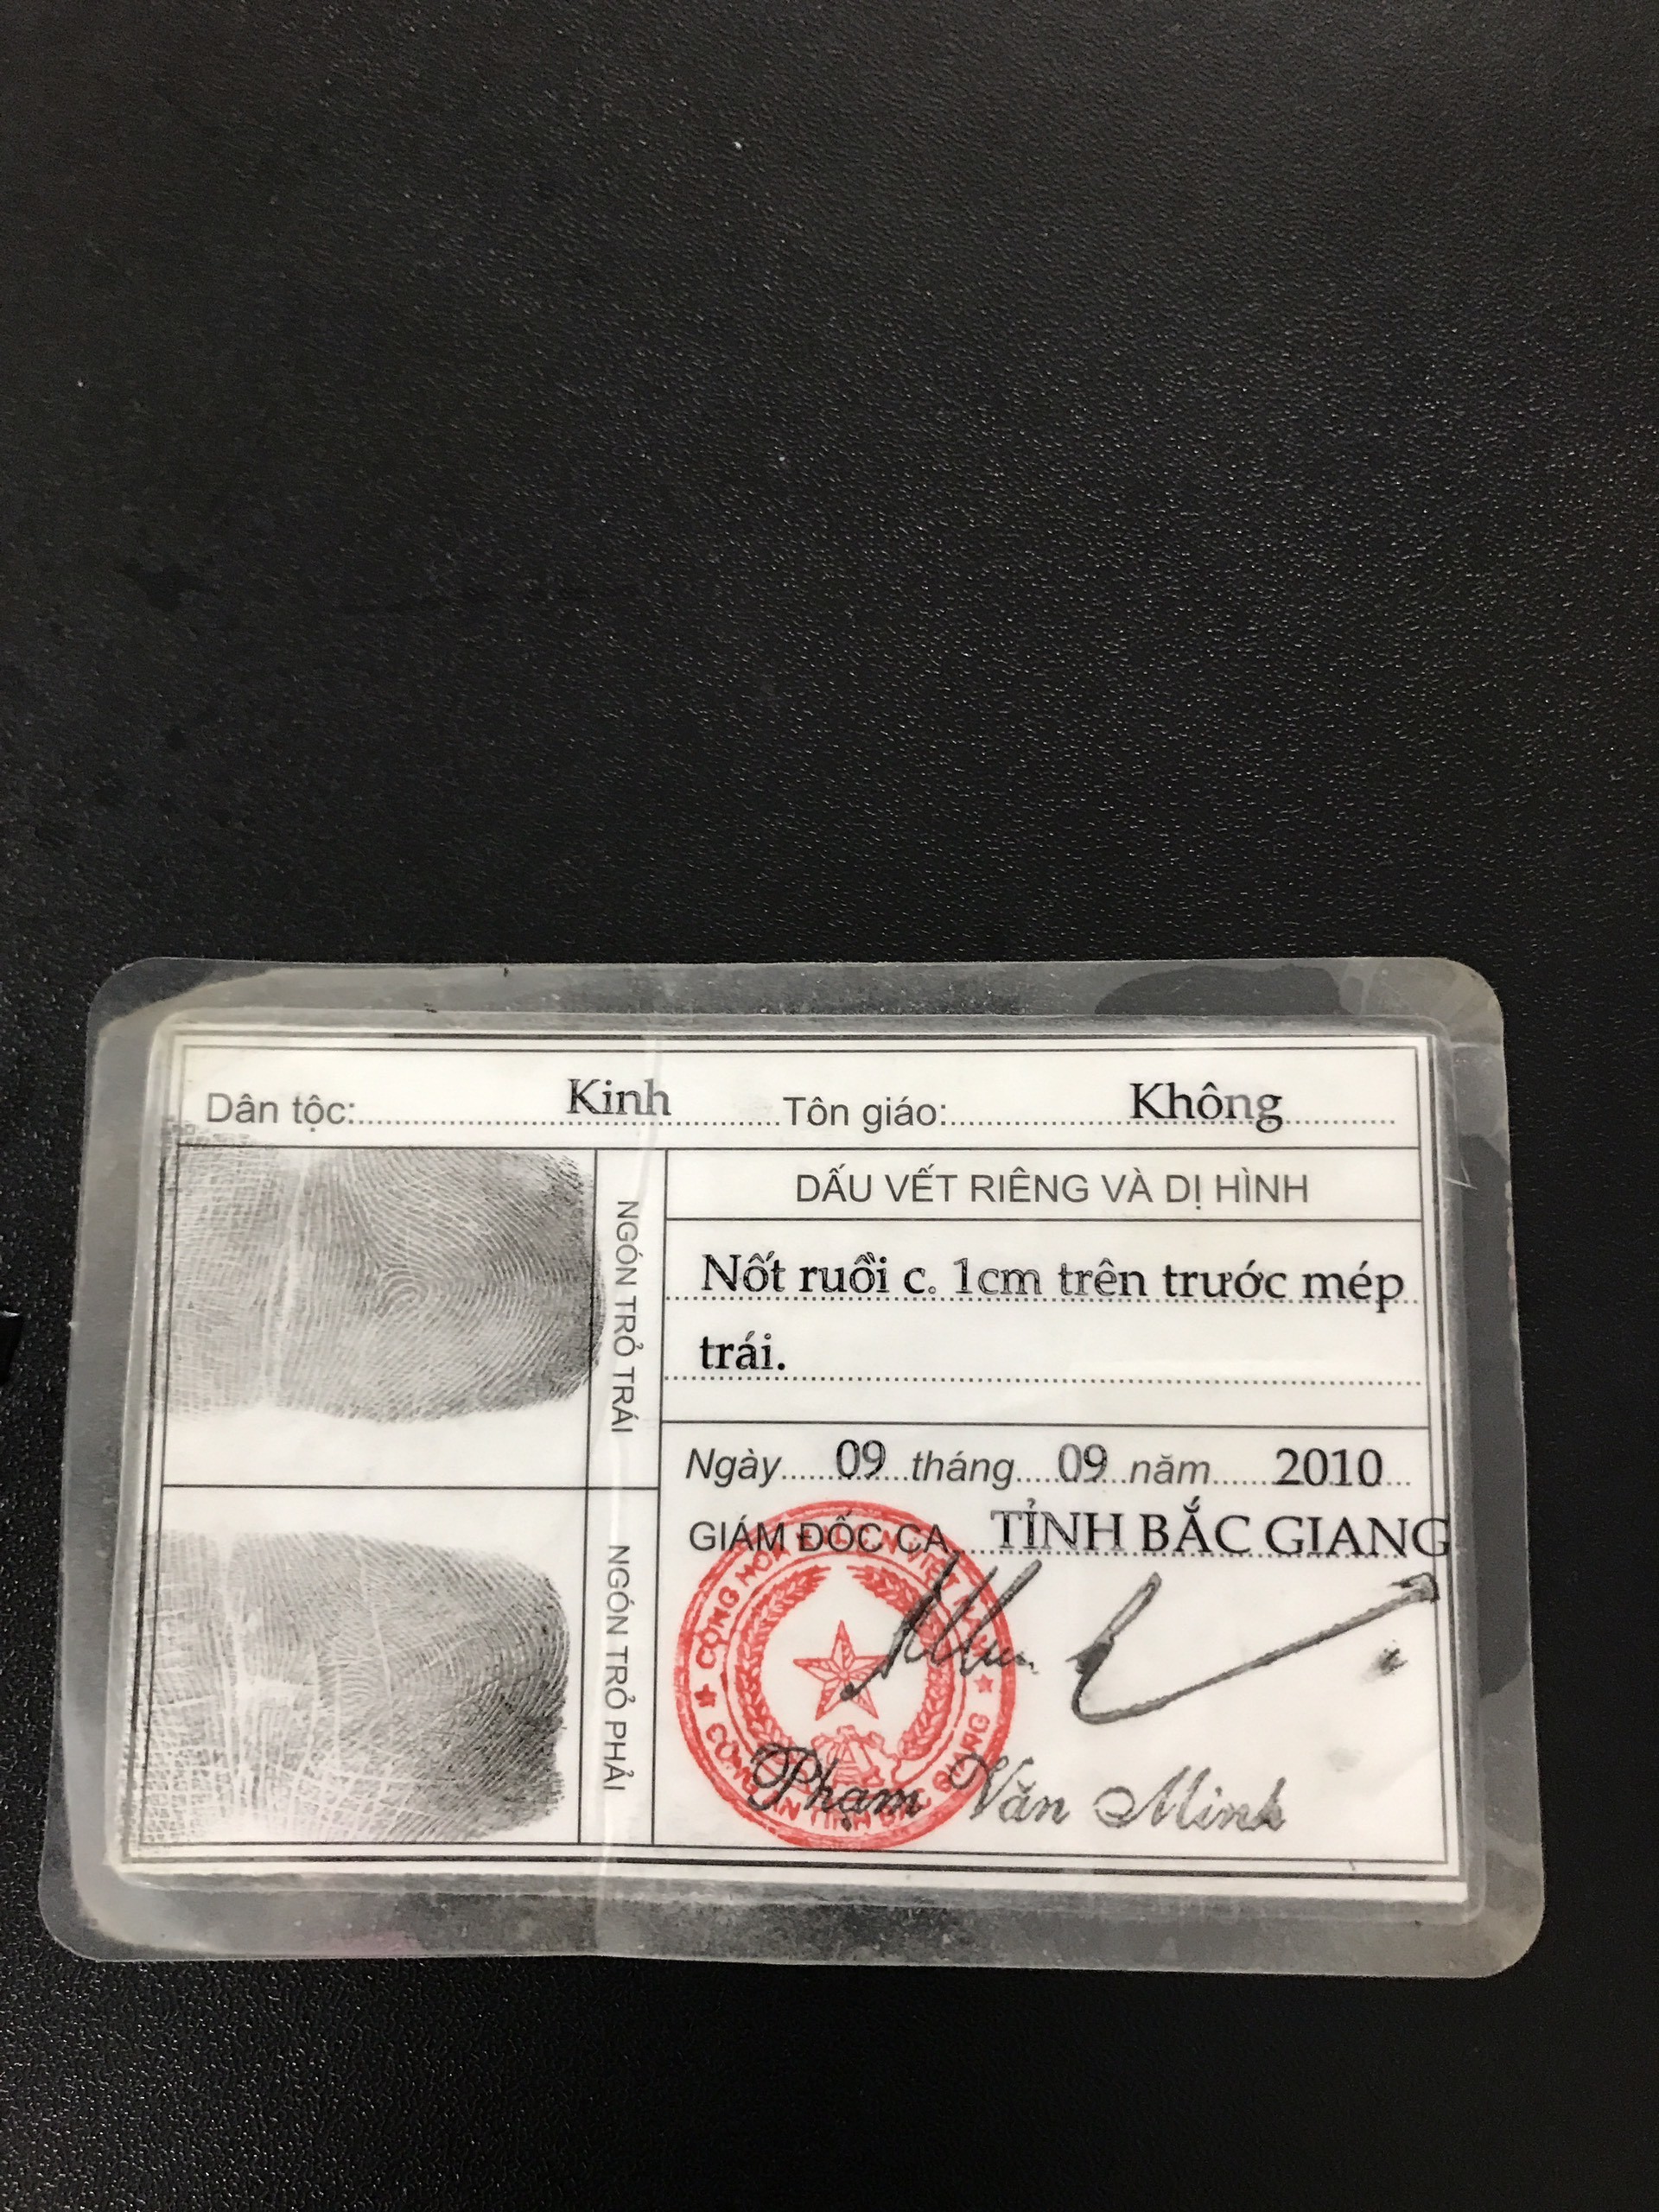 Dân tộc: Kinh Tôn giáo: Không
NGÓN TRỎ TRÁI
DẤU VẾT RIÊNG VÀ DỊ HÌNH
Nốt ruồi c. 1cm trên trước mép
trái.
Ngày 09 tháng 09 năm 2010
GIÁM ĐỐC CA TỈNH BẮC GIANG
NGÓN TRỎ PHẢI
Phạm Văn Minh